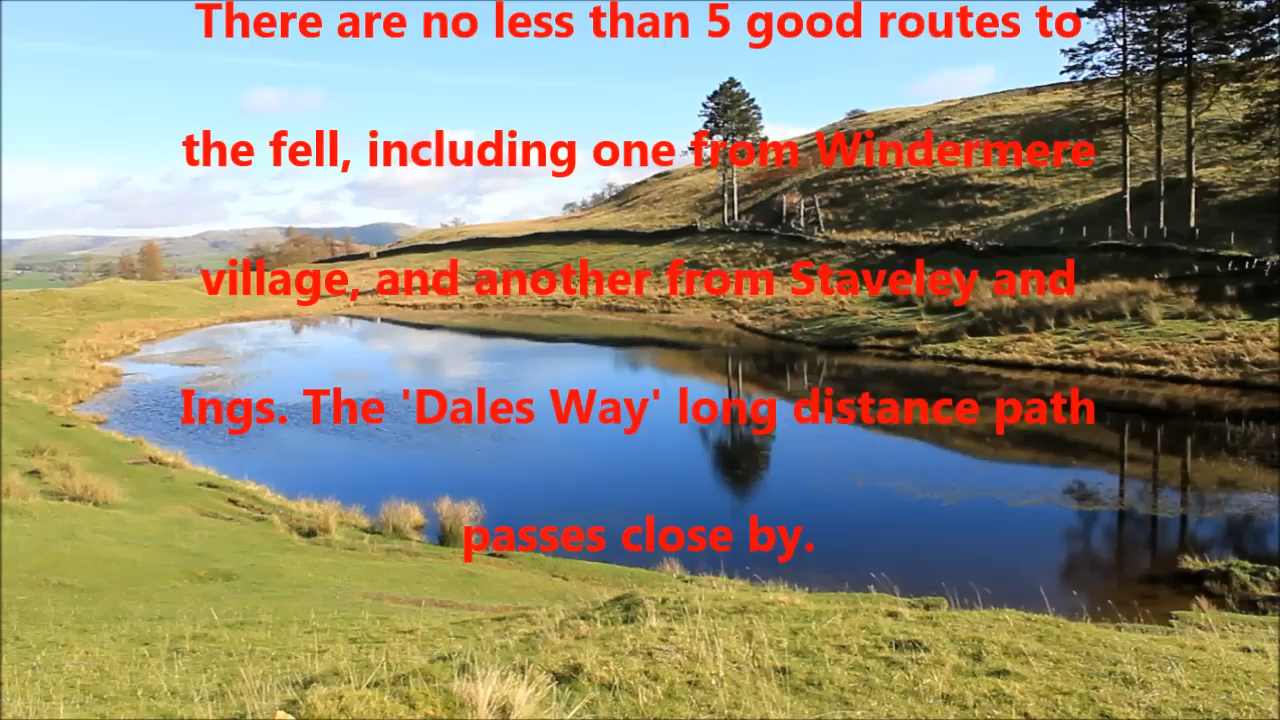 There are no less than 5 good routes to
the fell, including one from Windermere
village, and another from Staveley and
Ings. The 'Dales Way' long distance path
passes close by.